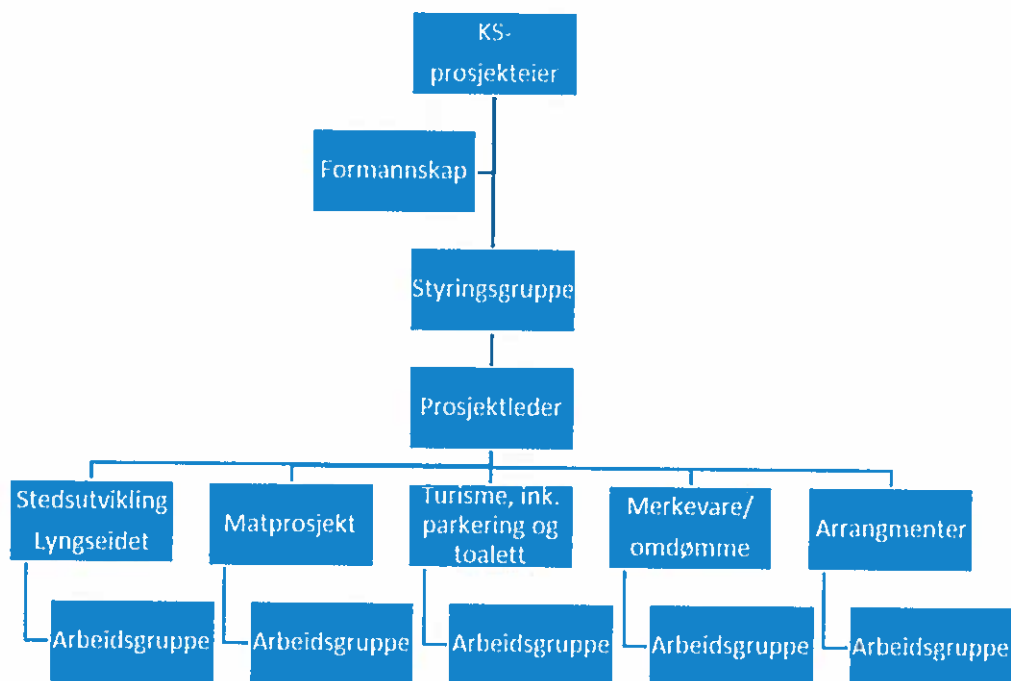 KS-
prosjekteier
Formannskap
Styringsgruppe
Prosjektleder
Stedsutvikling
Lyngseidet
Matprosjekt
Turisme, ink.
parkering og
toalett
Merkevare/
omdømme
Arrangmenter
Arbeidsgruppe
Arbeidsgruppe
Arbeidsgruppe
Arbeidsgruppe
Arbeidsgruppe